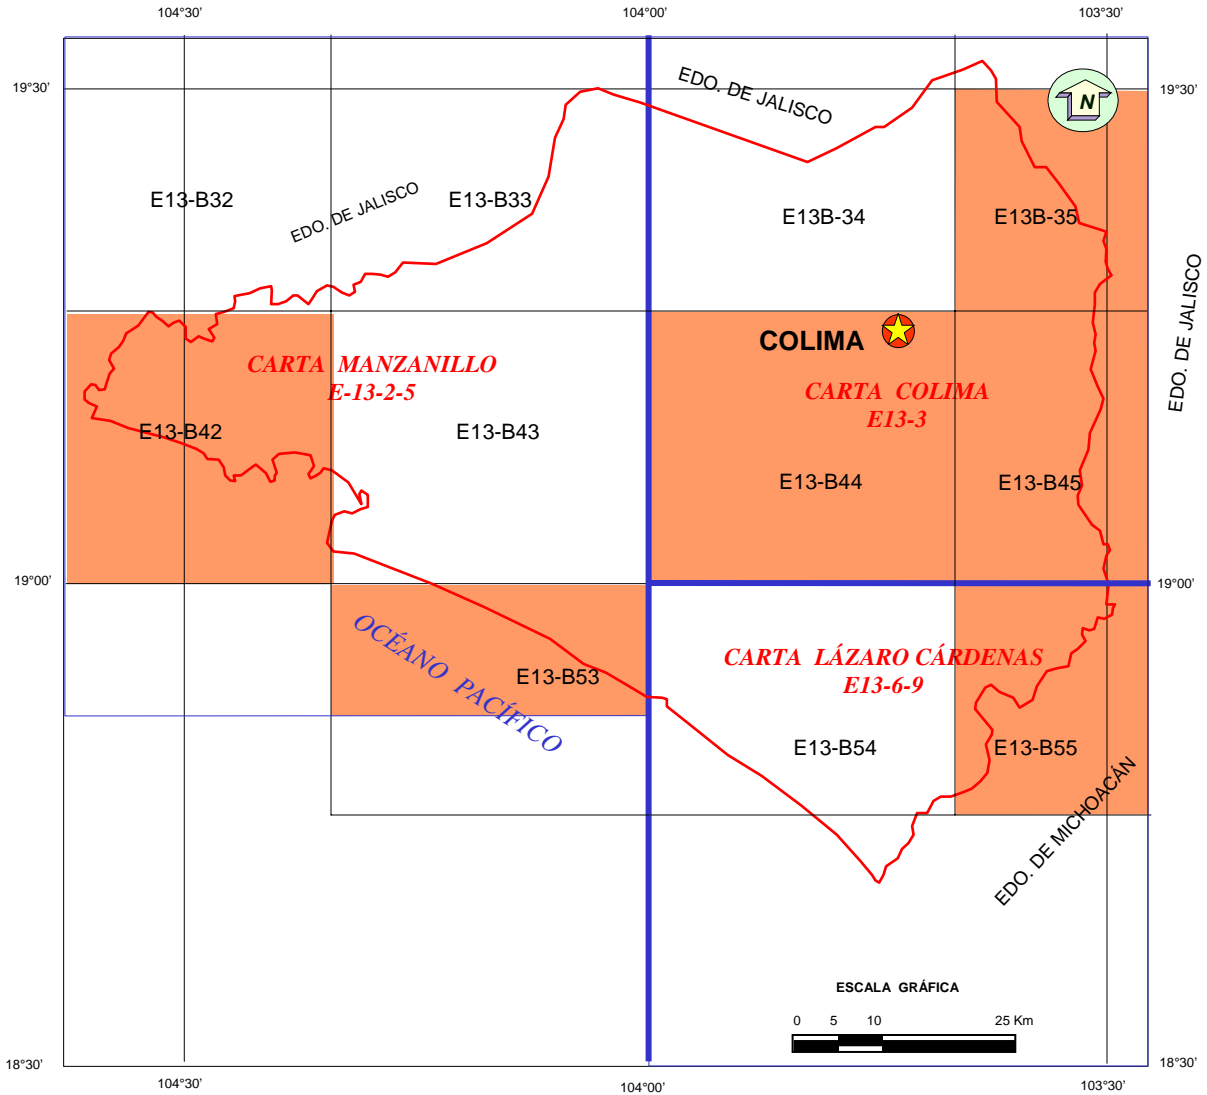 104°30'
104°00'
103°30'
19°30'
19°30'
EDO. DE JALISCO
N
E13-B32
EDO. DE JALISCO
E13-B33
E13B-34
E13B-35
EDO. DE JALISCO
COLIMA
CARTA MANZANILLO
E-13-2-5
CARTA COLIMA
E13-3
E13-B42
E13-B43
E13-B44
E13-B45
19°00'
19°00'
OCÉANO PACÍFICO
E13-B53
CARTA LÁZARO CÁRDENAS
E13-6-9
E13-B54
E13-B55
EDO. DE MICHOACÁN
ESCALA GRÁFICA
0 5 10 25 Km
18°30'
18°30'
104°30'
104°00'
103°30'